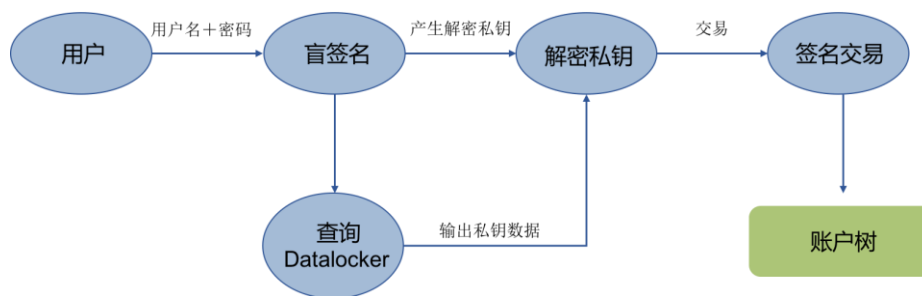 用户名＋密码
产生解密私钥
交易
用户
盲签名
解密私钥
签名交易
查询
Datalocker
输出私钥数据
账户树